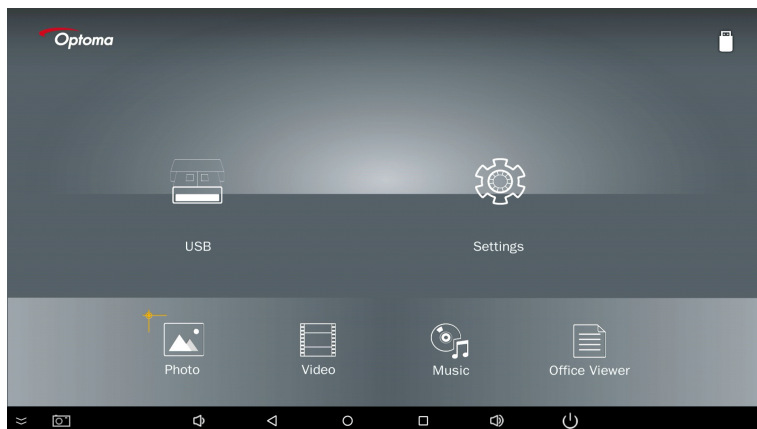 Optoma
USB
Settings
Photo
Video
Music
Office Viewer